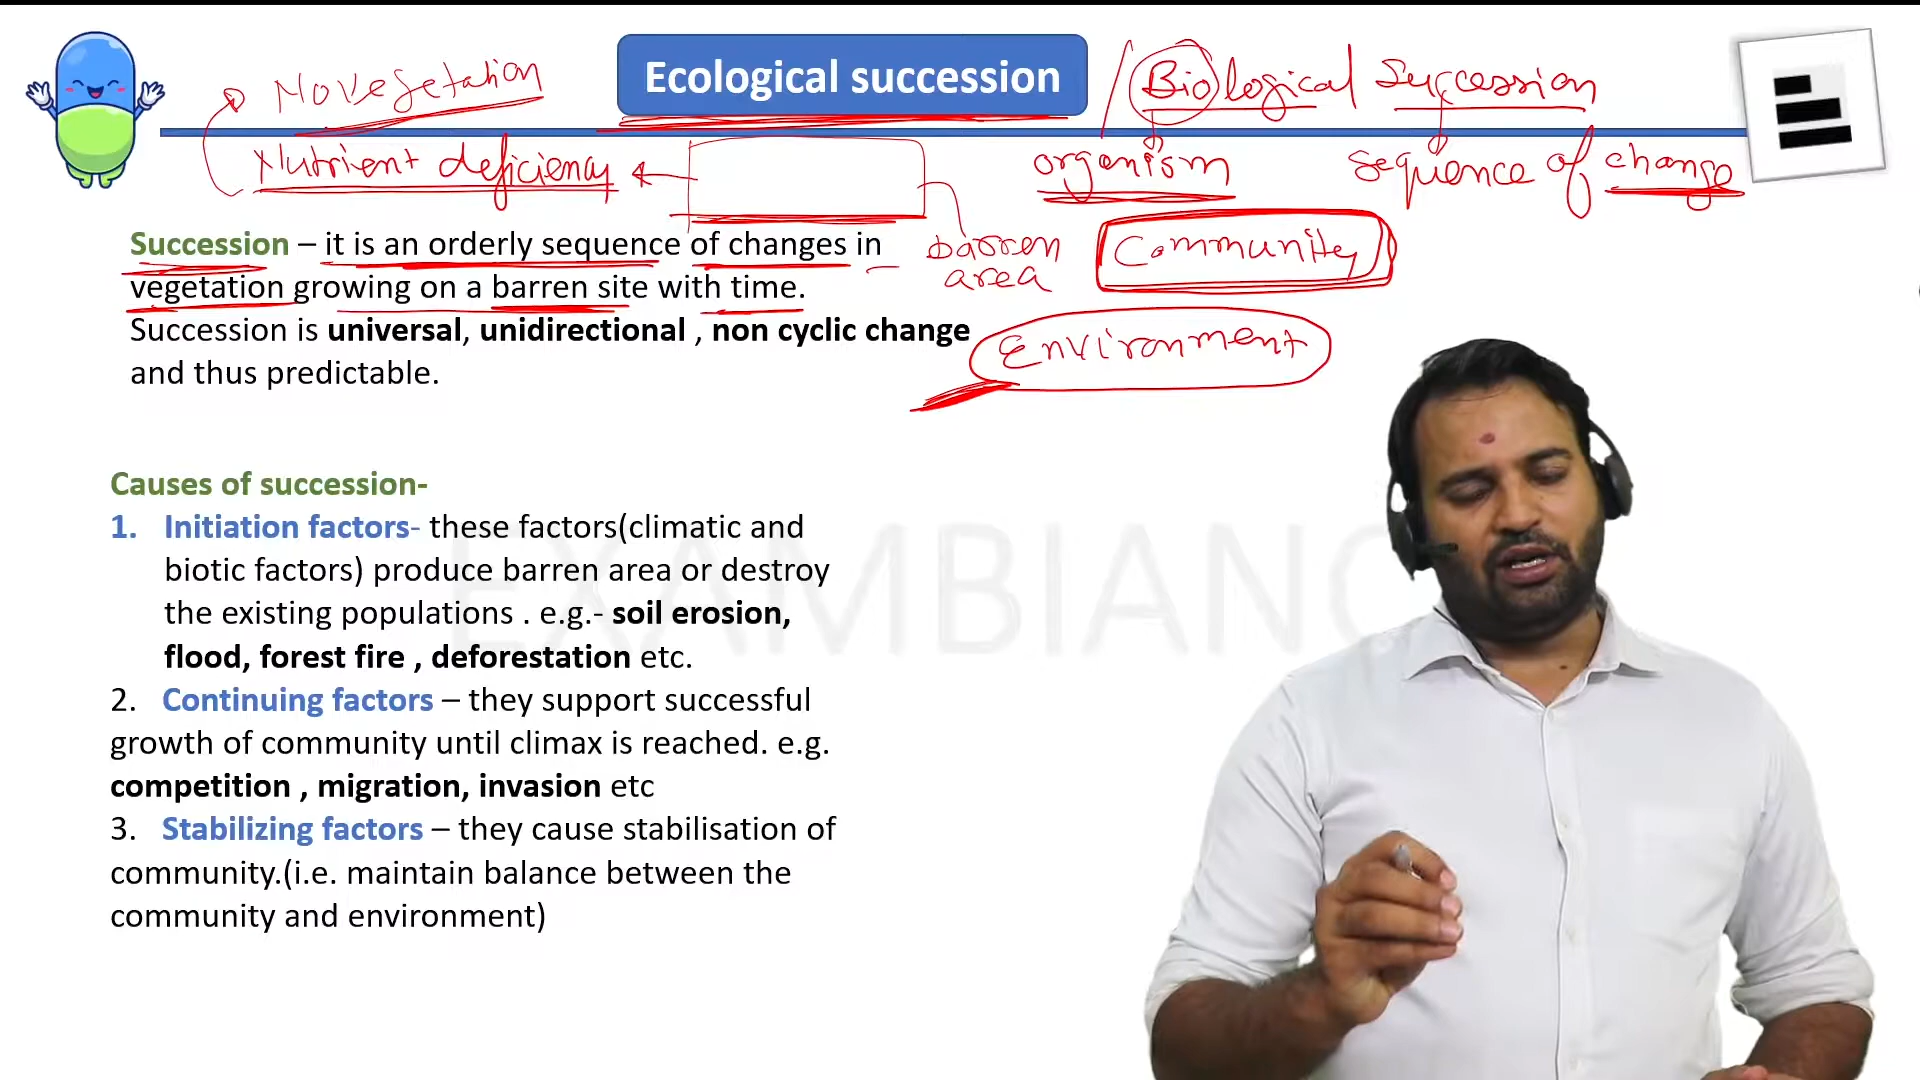 No vegetation
Ecological succession
Biological Succession
Nutrient deficiency
organism
sequence of change
Succession – it is an orderly sequence of changes in
barren
area
Community
vegetation growing on a barren site with time.
Succession is universal, unidirectional , non cyclic change
Environment
and thus predictable.
Causes of succession-
1. Initiation factors- these factors(climatic and
biotic factors) produce barren area or destroy
the existing populations . e.g.- soil erosion,
flood, forest fire , deforestation etc.
2. Continuing factors – they support successful
growth of community until climax is reached. e.g.
competition , migration, invasion etc
3. Stabilizing factors – they cause stabilisation of
community.(i.e. maintain balance between the
community and environment)